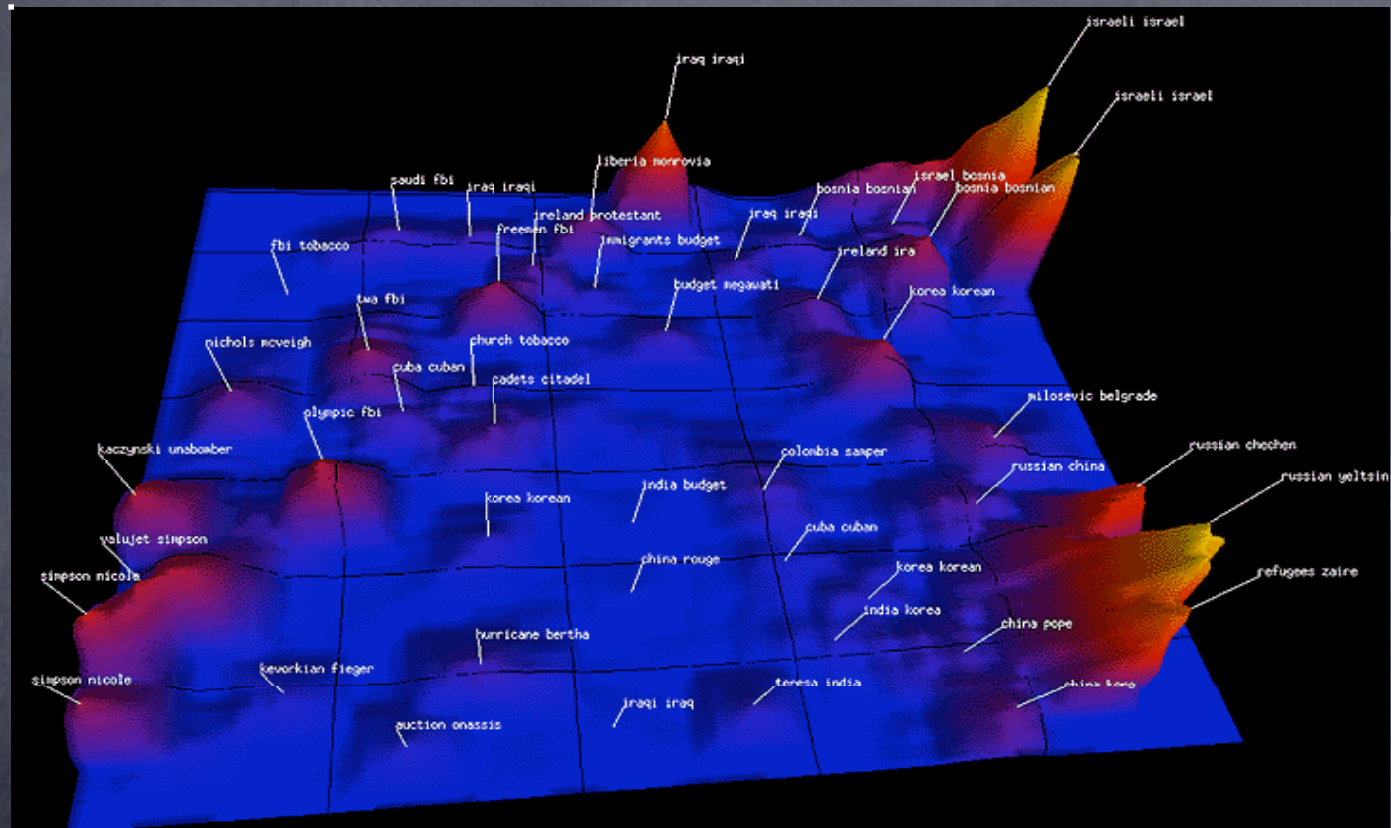 israeli israel
iraq iraqi
israeli israel
liberia monrovia
saudi fbi
iraq iraqi
israel bosnia
bosnia bosnian
bosnia bosnian
ireland protestant
iraq iraqi
freemen fbi
immigrants budget
fbi tobacco
ireland ira
budget megawati
korea korean
twa fbi
nichols mcveigh
church tobacco
cuba cuban
cadets citadel
milosevic belgrade
olympic fbi
kaczynski unabomber
colombia samper
russian chechen
russian china
russian yeltsin
india budget
korea korean
cuba cuban
valujet simpson
china rouge
korea korean
refugees zaire
simpson nicole
india korea
china pope
hurricane bertha
kevorkian fieger
simpson nicole
teresa india
china hong
iraqi iraq
auction onassis